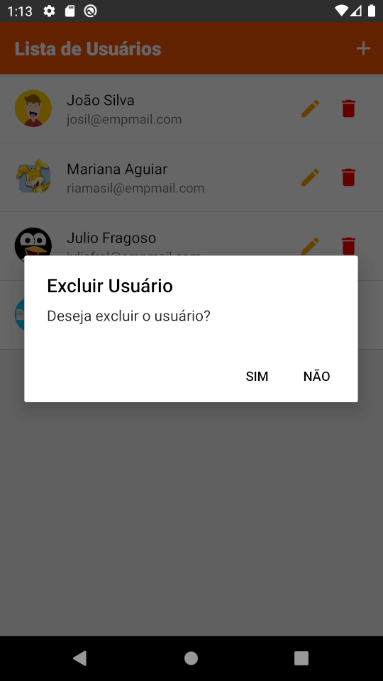 1:13
Lista de Usuários
João Silva
josil@empmail.com
Mariana Aguiar
riamasil@empmail.com
Julio Fragoso
Excluir Usuário
Deseja excluir o usuário?
SIM NÃO